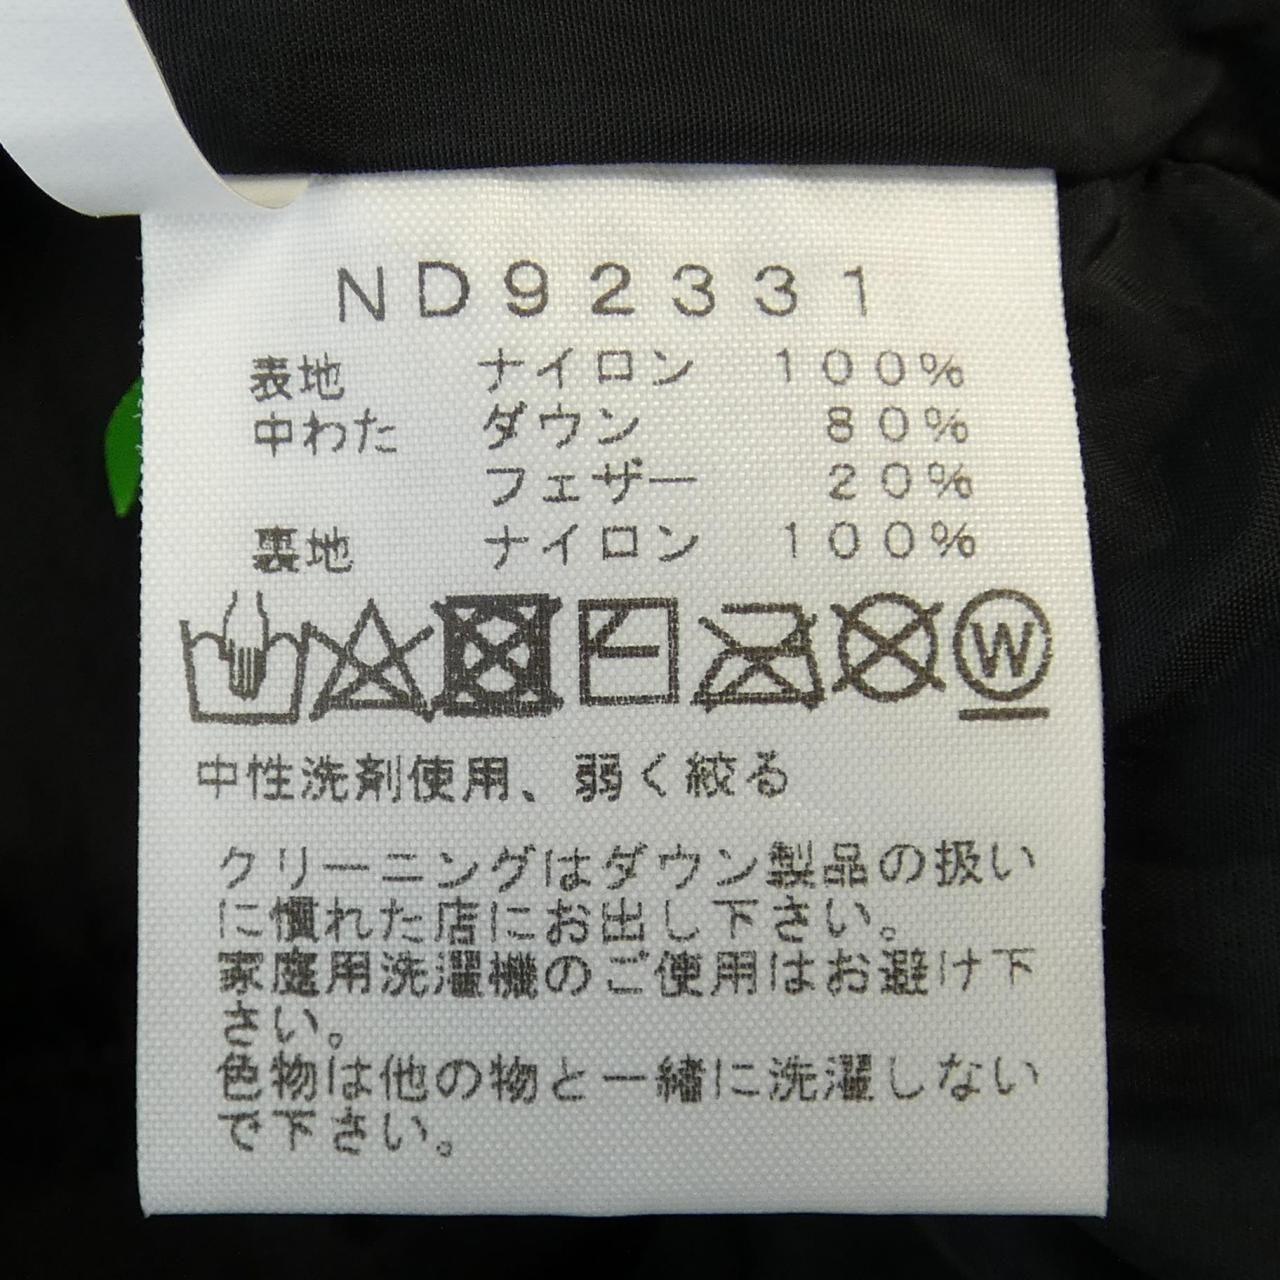 ND92331
表地 ナイロン 100%
中わた ダウン 80%
フェザー 20%
裏地 ナイロン 100%
W
中性洗剤使用、弱く絞る
クリーニングはダウン製品の扱い
に慣れた店にお出し下さい。
家庭用洗濯機のご使用はお避け下
さい。
色物は他の物と一緒に洗濯しない
で下さい。